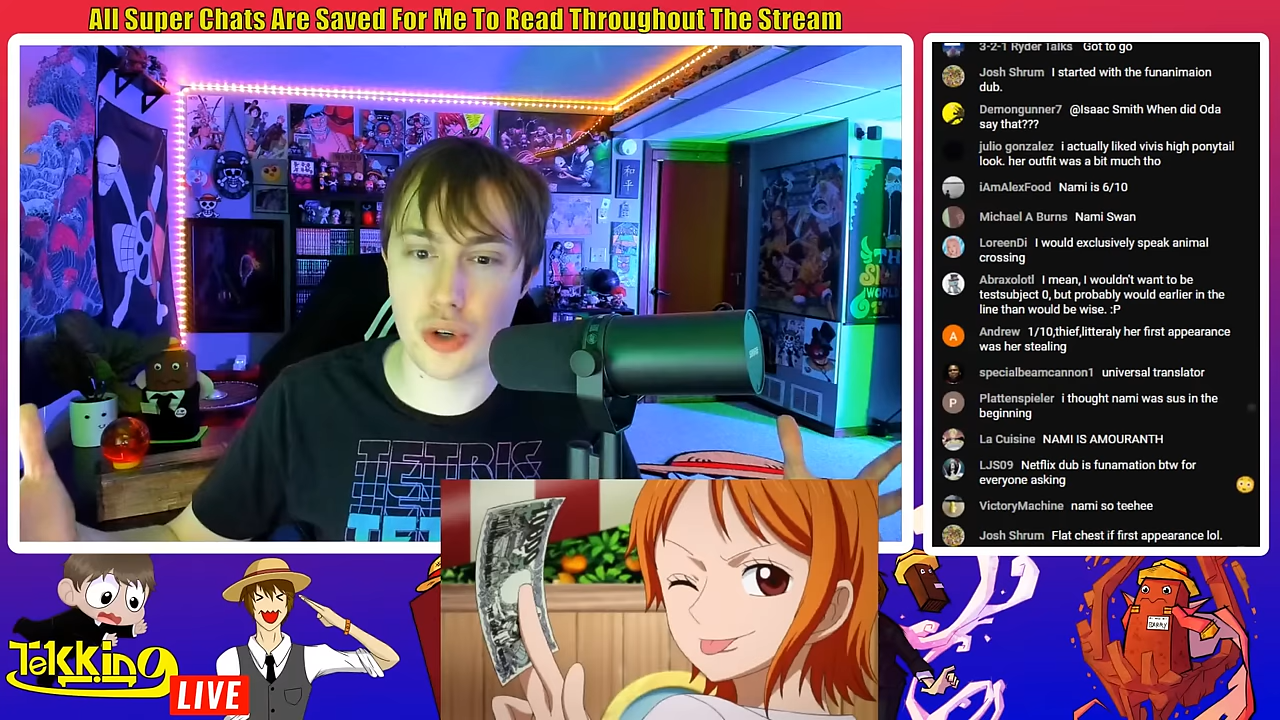 All Super Chats Are Saved For Me To Read Throughout The Stream
3-2-1 Ryder Talks Got to go
Josh Shrum I started with the funanimaion
dub.
Demongunner7 @Isaac Smith When did Oda
say that???
julio gonzalez i actually liked vivis high ponytail
look. her outfit was a bit much tho
iAmAlexFood Nami is 6/10
Michael A Burns Nami Swan
LoreenDi I would exclusively speak animal
crossing
Abraxolotl I mean, I wouldn't want to be
testsubject 0, but probably would earlier in the
line than would be wise. :P
A
Andrew 1/10,thief,litteraly her first appearance
was her stealing
specialbeamcannon1 universal translator
P
Plattenspieler i thought nami was sus in the
beginning
La Cuisine NAMI IS AMOURANTH
LJS09 Netflix dub is funamation btw for
everyone asking
VictoryMachine nami so teehee
Josh Shrum Flat chest if first appearance lol.
和
平
WANTED
TETRIS
TETRIS
TETRIS
TEKKING
LIVE
BARRY